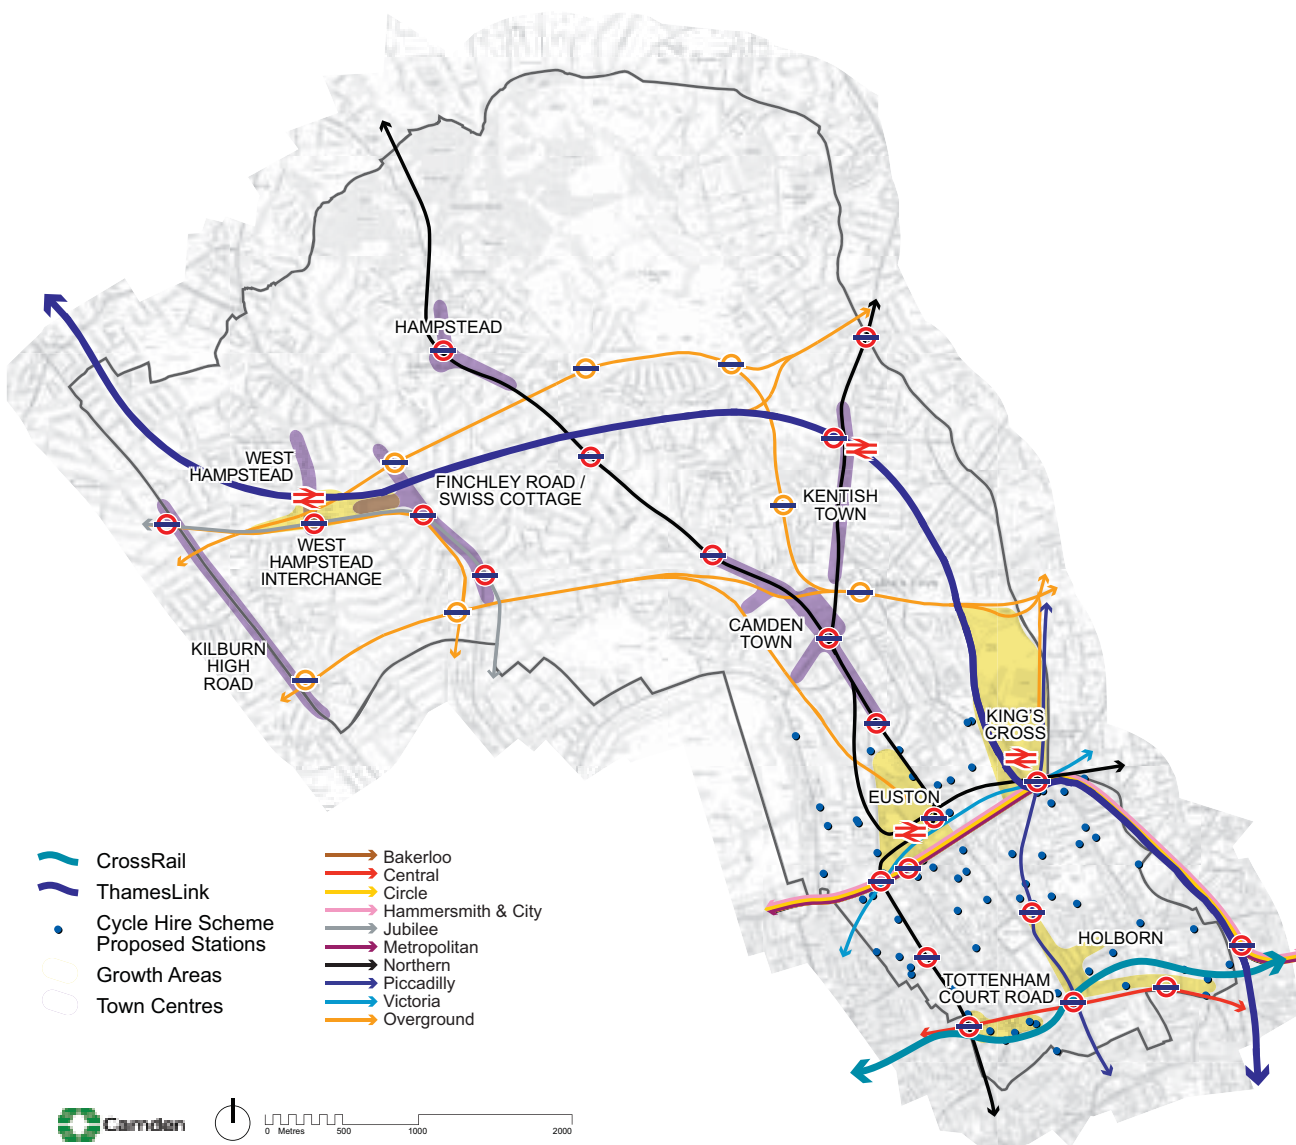 HAMPSTEAD
WEST
HAMPSTEAD
FINCHLEY ROAD /
SWISS COTTAGE
KENTISH
TOWN
WEST
HAMPSTEAD
INTERCHANGE
CAMDEN
TOWN
KILBURN
HIGH
ROAD
KING'S
CROSS
EUSTON
HOLBORN
TOTTENHAM
COURT ROAD
CrossRail
ThamesLink
Cycle Hire Scheme
Proposed Stations
Growth Areas
Town Centres
Bakerloo
Central
Circle
Hammersmith & City
Jubilee
Metropolitan
Northern
Piccadilly
Victoria
Overground
Camden
0 Metres 500 1000 2000